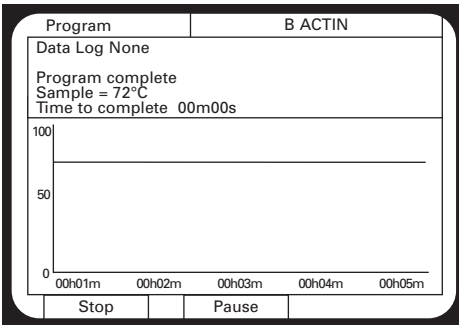 Program B ACTIN
Data Log None
Program complete
Sample = 72°C
Time to complete 00m00s
100
50
0
00h01m 00h02m 00h03m 00h04m 00h05m
Stop Pause